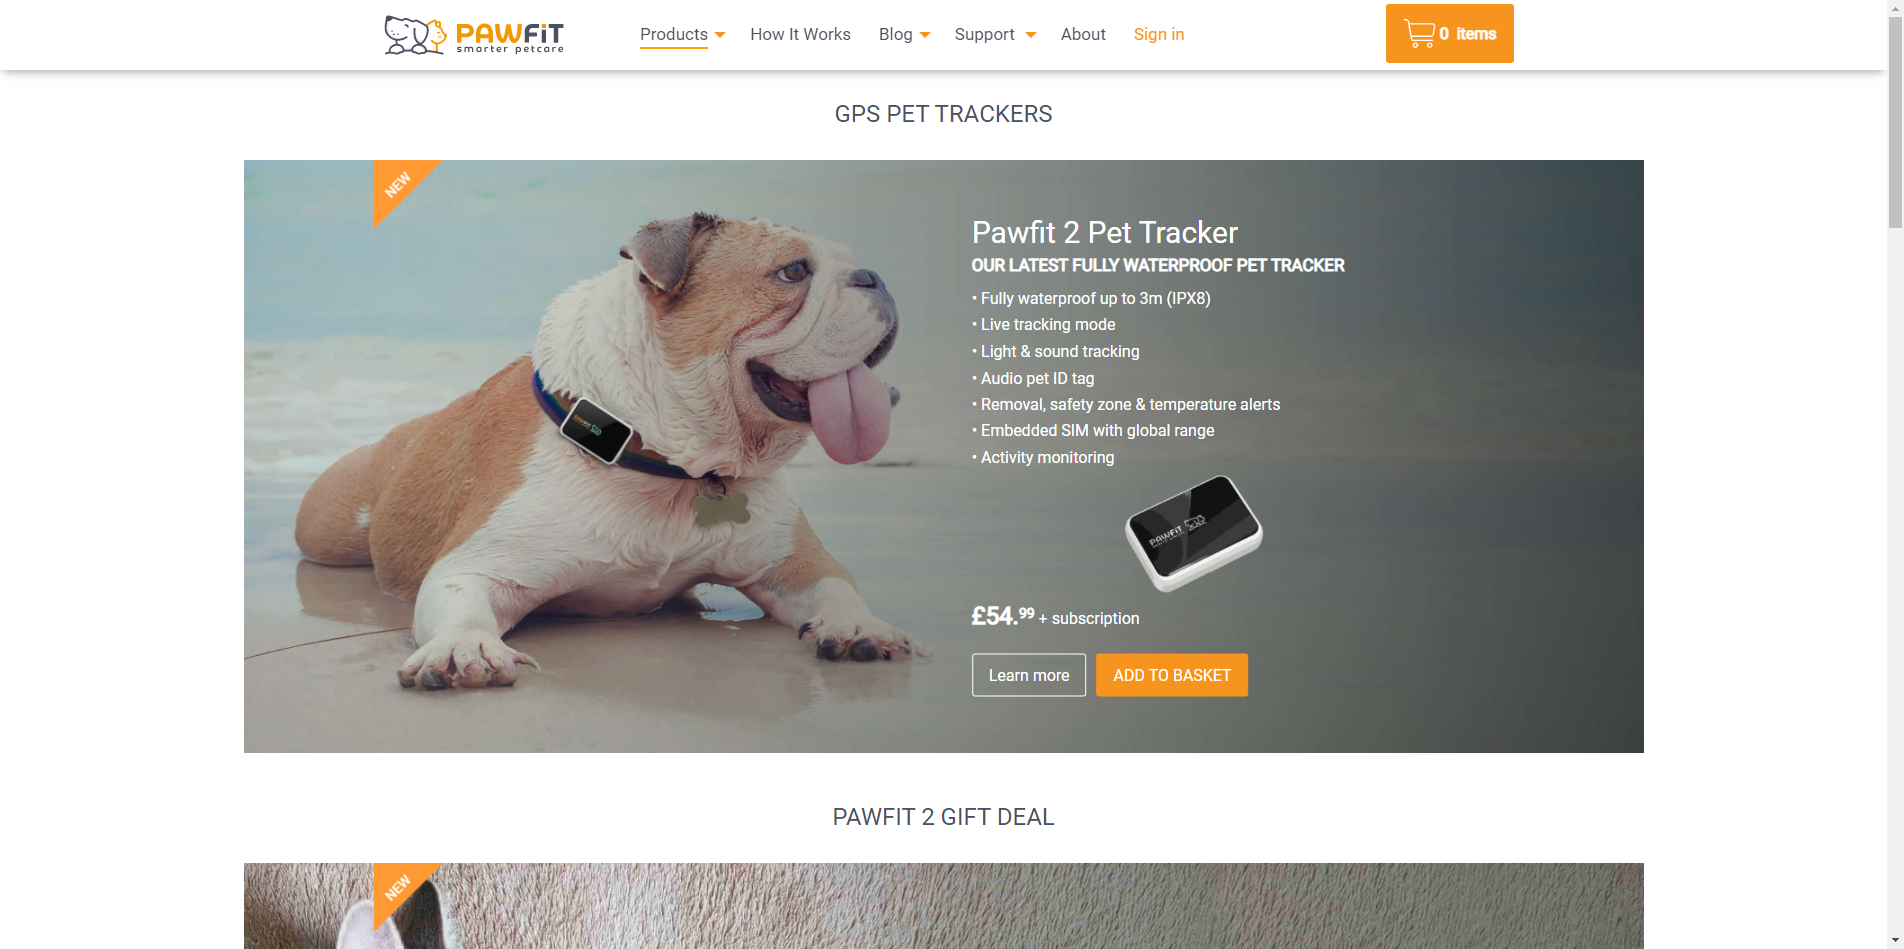 PAWFiT
smarter petcare
Products
How It Works
Blog
Support
About
Sign in
0 items
GPS PET TRACKERS
NEW
Pawfit 2 Pet Tracker
OUR LATEST FULLY WATERPROOF PET TRACKER
• Fully waterproof up to 3m (IPX8)
• Live tracking mode
• Light & sound tracking
• Audio pet ID tag
• Removal, safety zone & temperature alerts
• Embedded SIM with global range
• Activity monitoring
PAWFiT
PAWFiT
£54.99 + subscription
Learn more
ADD TO BASKET
PAWFIT 2 GIFT DEAL
NEW